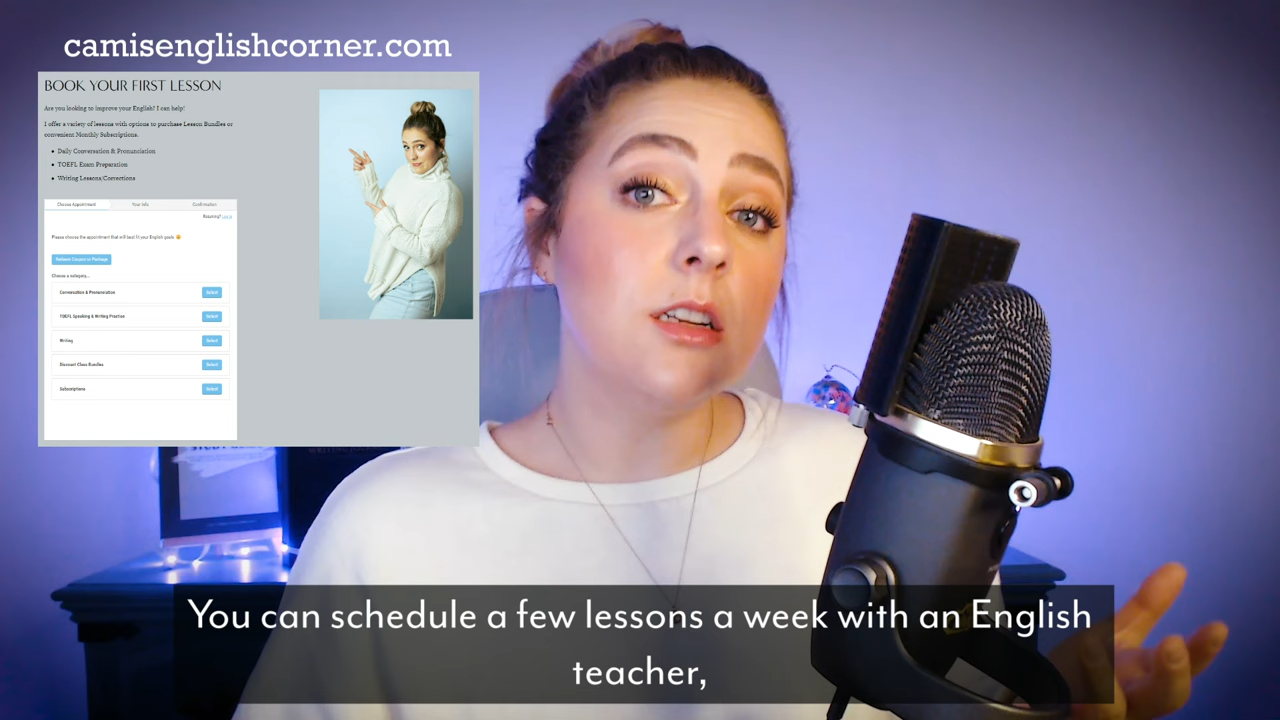 camisenglishcorner.com
BOOK YOUR FIRST LESSON
Are you looking to improve your English? I can help!
I offer a variety of lessons with options to purchase Lesson Bundles or
convenient Monthly Subscriptions.
• Daily Conversation & Pronunciation
• TOEFL Exam Preparation
• Writing Lessons/Corrections
Choose Appointment
Your Info
Confirmation
Returning? Log in
Please choose the appointment that will best fit your English goals
Redeem Coupon or Package
Choose a category...
Conversation & Pronunciation
Select
TOEFL Speaking & Writing Practice
Select
Writing
Select
Discount Class Bundles
Select
Subscriptions
Select
You can schedule a few lessons a week with an English
teacher,